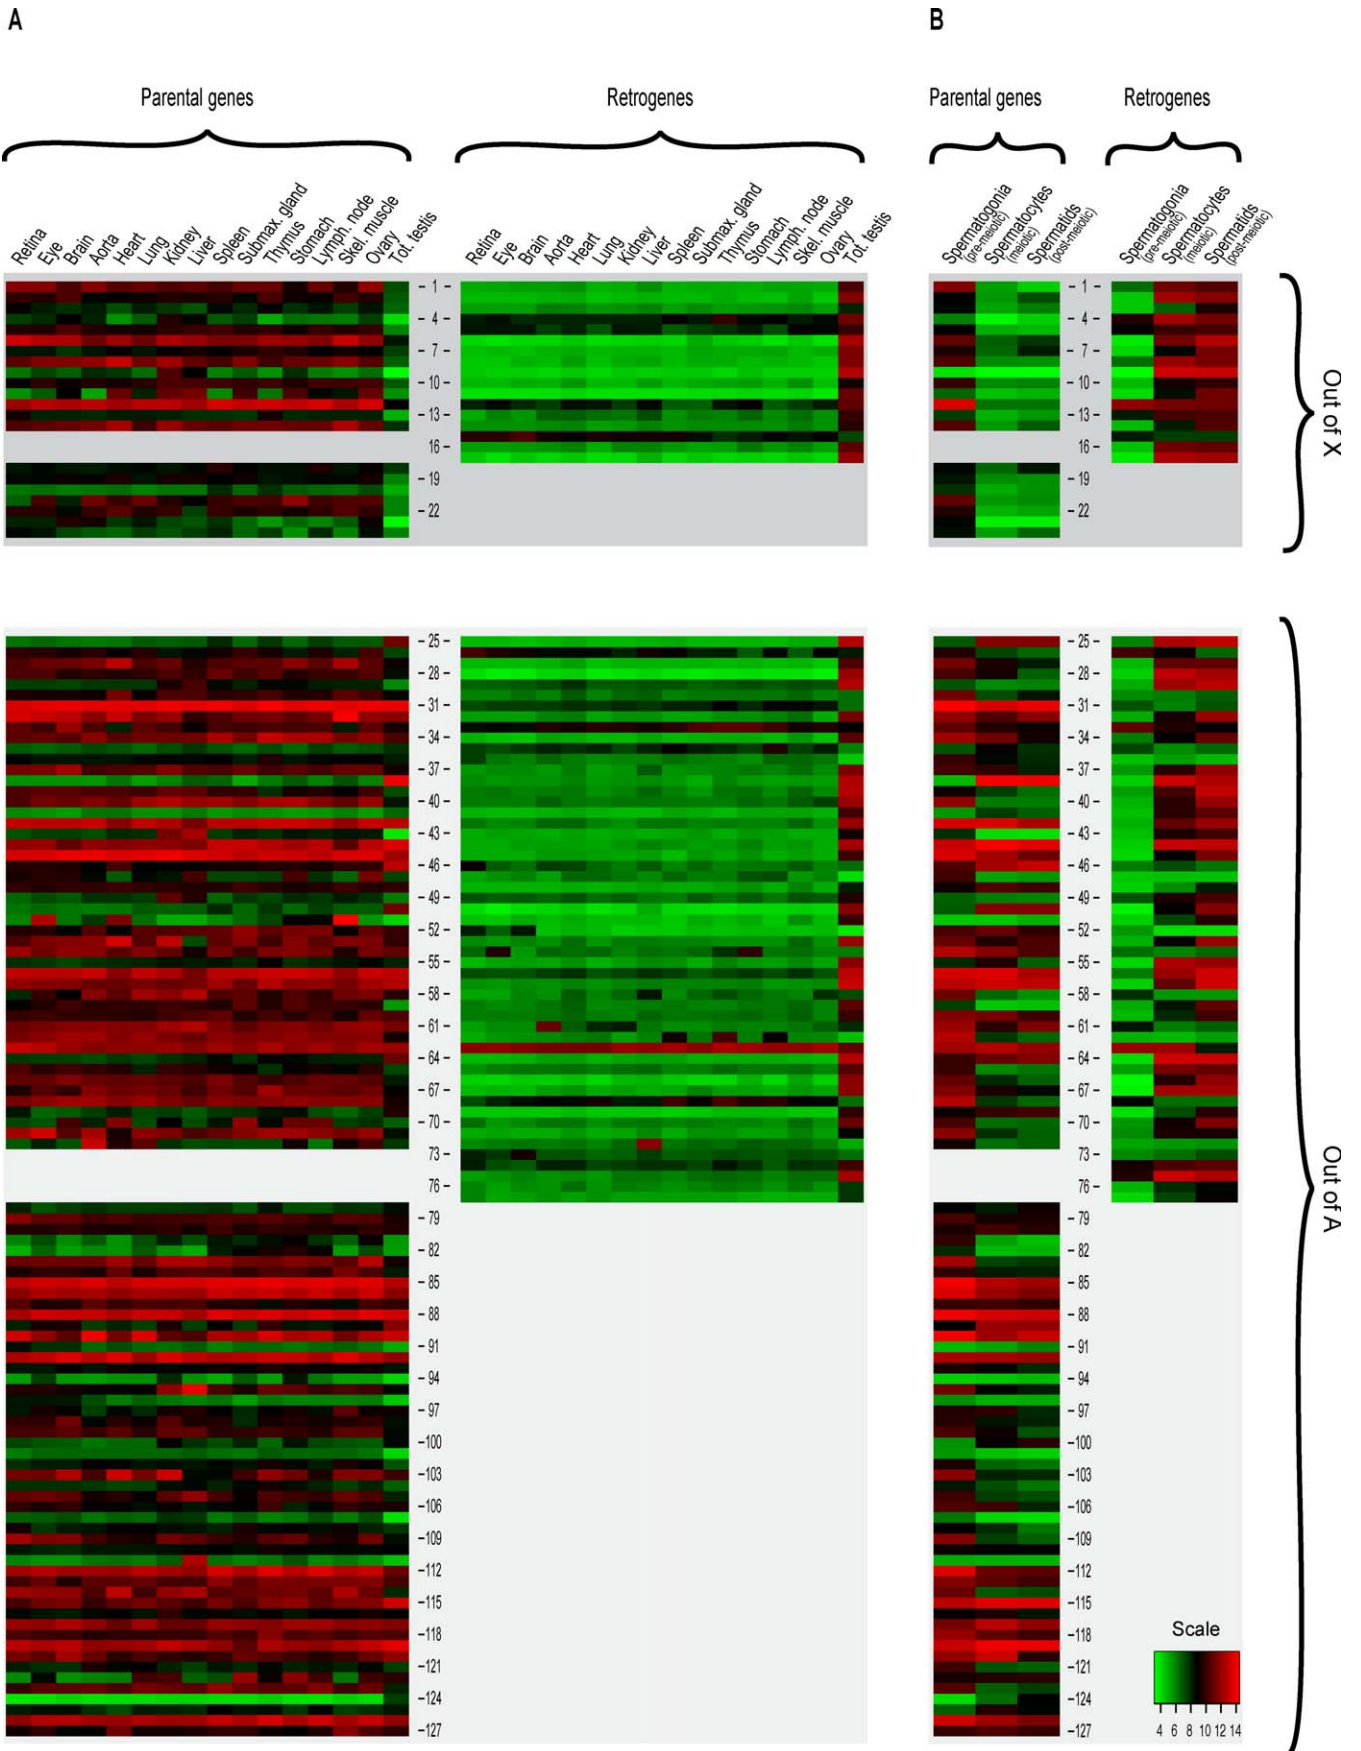 A
B
Parental genes
Retrogenes
Parental genes
Retrogenes
Retina
Eye
Brain
Aorta
Heart
Lung
Kidney
Liver
Spleen
Submax. gland
Thymus
Stomach
Lymph. node
Skel. muscle
Ovary
Tot. testis
Retina
Eye
Brain
Aorta
Heart
Lung
Kidney
Liver
Spleen
Submax. gland
Thymus
Stomach
Lymph. node
Skel. muscle
Ovary
Tot. testis
Spermatogonia
(pre-meiotic)
Spermatocytes
(meiotic)
Spermatids
(post-meiotic)
Spermatogonia
(pre-meiotic)
Spermatocytes
(meiotic)
Spermatids
(post-meiotic)
- 1 -
- 4 -
- 7 -
- 10 -
- 13 -
- 16 -
- 19 -
- 22 -
- 1 -
- 4 -
- 7 -
- 10 -
- 13 -
- 16 -
- 19 -
- 22 -
Out of X
- 25 -
- 28 -
- 31 -
- 34 -
- 37 -
- 40 -
- 43 -
- 46 -
- 49 -
- 52 -
- 55 -
- 58 -
- 61 -
- 64 -
- 67 -
- 70 -
- 73 -
- 76 -
- 79
- 82
- 85
- 88
- 91
- 94
- 97
-100
-103
-106
-109
-112
-115
-118
-121
-124
-127
- 25 -
- 28 -
- 31 -
- 34 -
- 37 -
- 40 -
- 43 -
- 46 -
- 49 -
- 52 -
- 55 -
- 58 -
- 61 -
- 64 -
- 67 -
- 70 -
- 73 -
- 76 -
- 79
- 82
- 85
- 88
- 91
- 94
- 97
-100
-103
-106
-109
-112
-115
-118
-121
-124
-127
Out of A
Scale
4 6 8 10 12 14